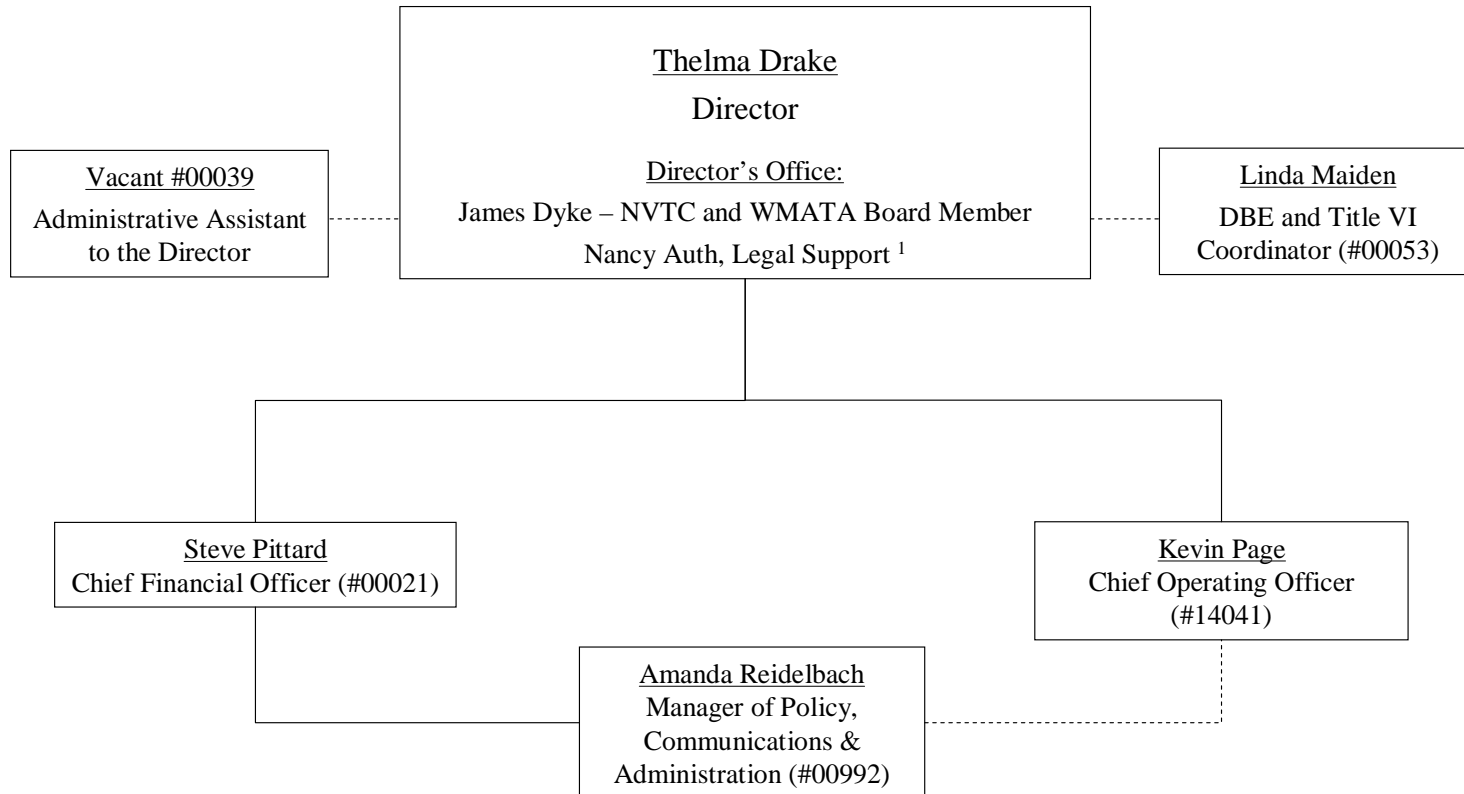 Thelma Drake
Director
Director’s Office:
James Dyke – NVTC and WMATA Board Member
Nancy Auth, Legal Support 1
Vacant #00039
Administrative Assistant
to the Director
Linda Maiden
DBE and Title VI
Coordinator (#00053)
Steve Pittard
Chief Financial Officer (#00021)
Kevin Page
Chief Operating Officer
(#14041)
Amanda Reidelbach
Manager of Policy,
Communications &
Administration (#00992)